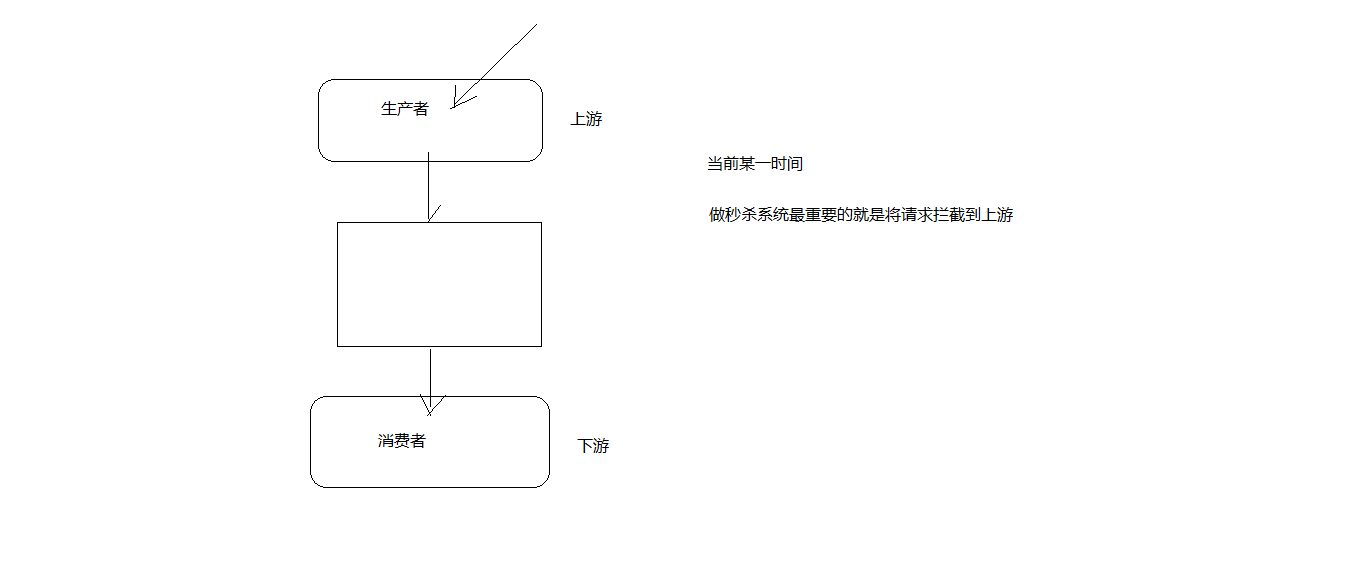 生产者
上游
当前某一时间
做秒杀系统最重要的就是将请求拦截到上游
消费者
下游